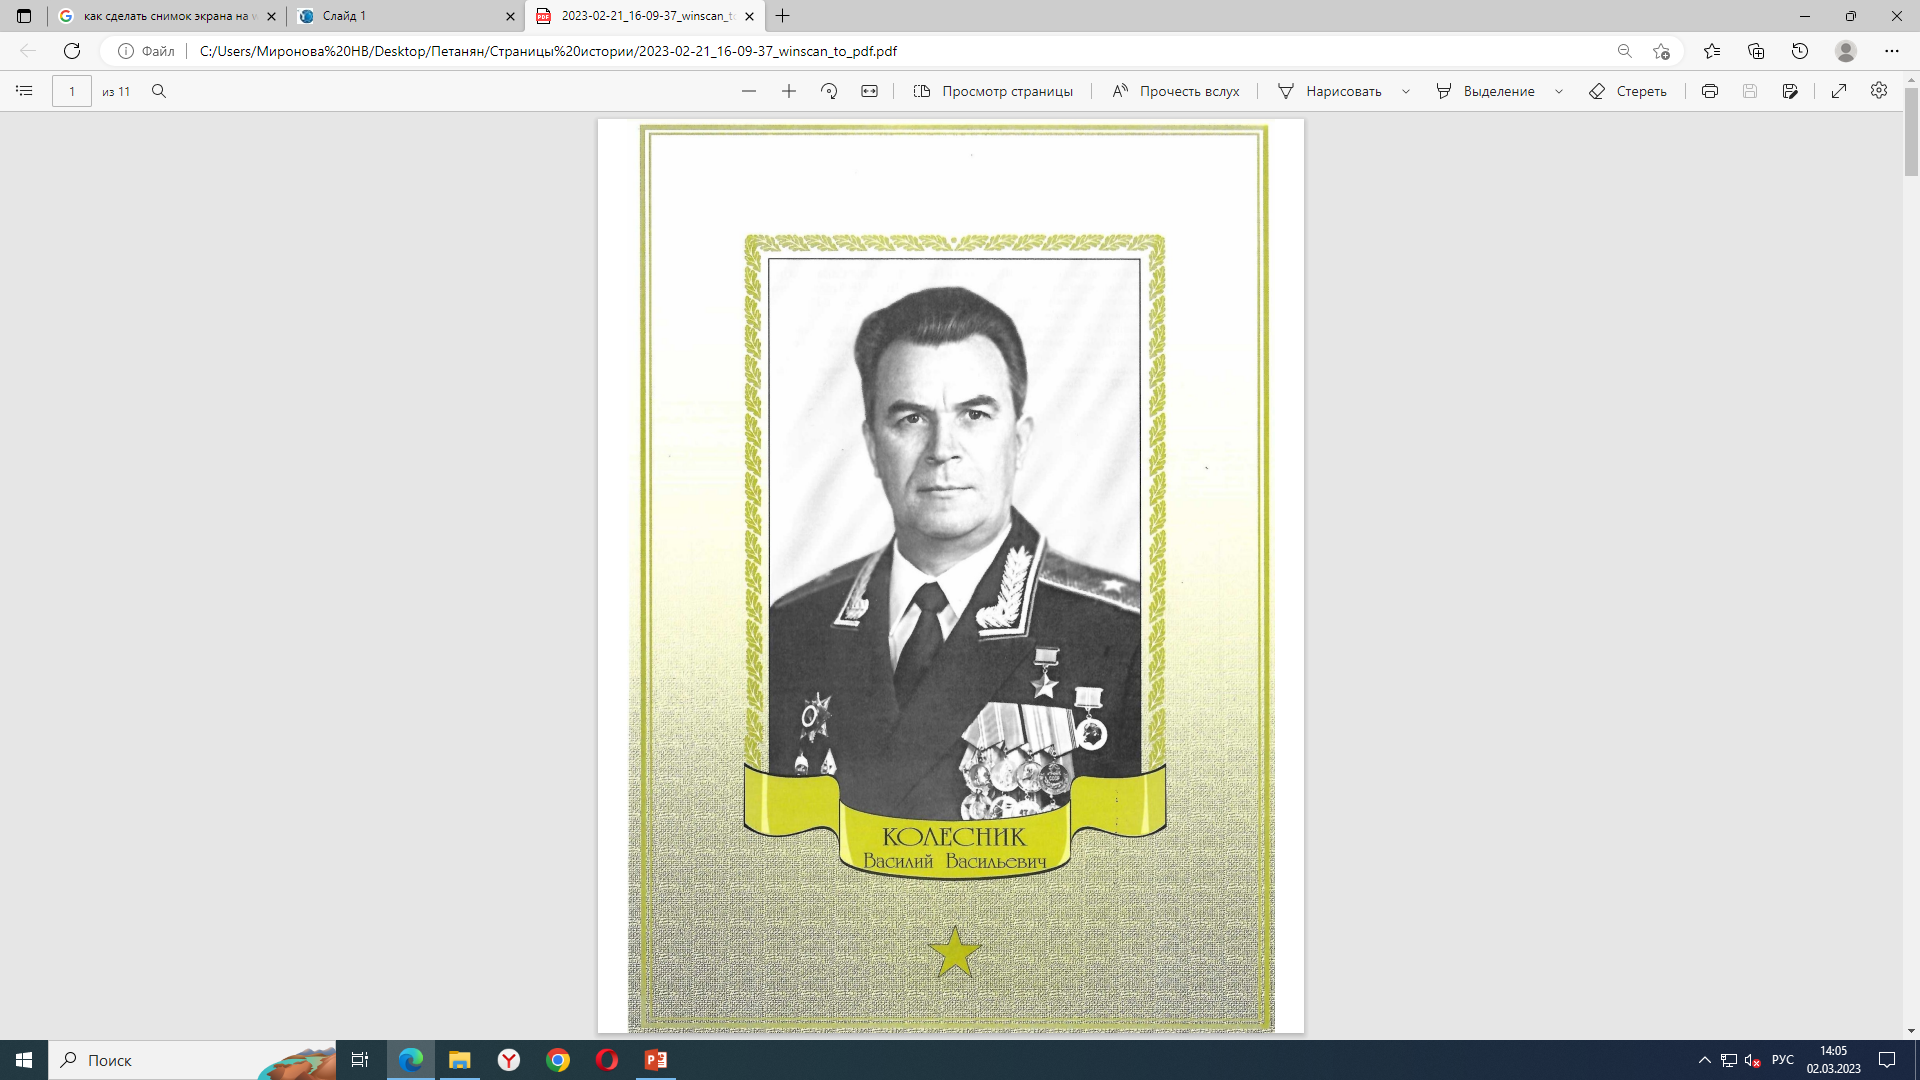 как сделать снимок экрана на w
Слайд 1
2023-02-21_16-09-37_winscan_to
Файл
C:/Users/Миронова%20НВ/Desktop/Петанян/Страницы%20истории/2023-02-21_16-09-37_winscan_to_pdf.pdf
1 из 11
Просмотр страницы
Прочесть вслух
Нарисовать
Выделение
Стереть
КОЛЕСНИК
Василий Васильевич
Поиск
РУС
14:05
02.03.2023